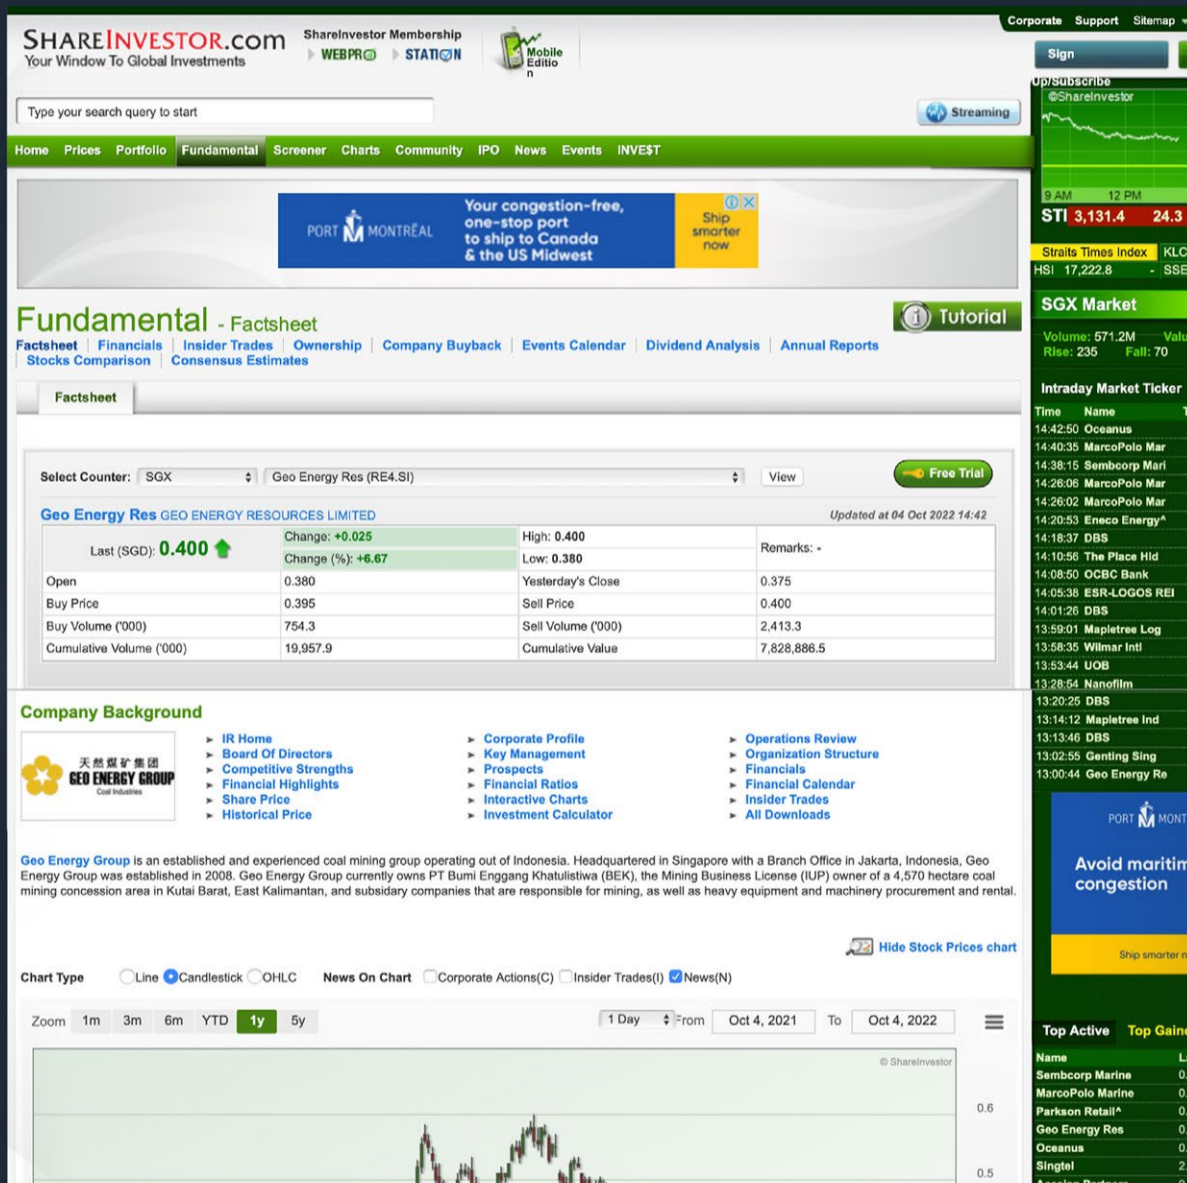 Corporate Support Sitemap
SHAREINVESTOR.com
Your Window To Global Investments
ShareInvestor Membership
WEBPRO STATION
Mobile
Editio
n
Sign
Up/Subscribe
Type your search query to start
Streaming
Home Prices Portfolio Fundamental Screener Charts Community IPO News Events INVE$T
©ShareInvestor
9 AM 12 PM
STI 3,131.4 24.3
Straits Times Index KLC
HSI 17,222.8 - SSE
PORT MONTRÉAL
Your congestion-free,
one-stop port
to ship to Canada
& the US Midwest
Ship
smarter
now
Fundamental - Factsheet
Tutorial
Factsheet Financials Insider Trades Ownership Company Buyback Events Calendar Dividend Analysis Annual Reports
Stocks Comparison Consensus Estimates
Factsheet
Select Counter: SGX Geo Energy Res (RE4.SI) View Free Trial
Geo Energy Res GEO ENERGY RESOURCES LIMITED Updated at 04 Oct 2022 14:42
Last (SGD): 0.400 Change: +0.025 High: 0.400 Remarks: -
Change (%): +6.67 Low: 0.380
Open 0.380 Yesterday's Close 0.375
Buy Price 0.395 Sell Price 0.400
Buy Volume ('000) 754.3 Sell Volume ('000) 2,413.3
Cumulative Volume ('000) 19,957.9 Cumulative Value 7,828,886.5
SGX Market
Volume: 571.2M Valu
Rise: 235 Fall: 70
Intraday Market Ticker
Time Name T
14:42:50 Oceanus
14:40:35 MarcoPolo Mar
14:38:15 Sembcorp Mari
14:26:06 MarcoPolo Mar
14:26:02 MarcoPolo Mar
14:20:53 Eneco Energy^
14:18:37 DBS
14:10:56 The Place Hld
14:08:50 OCBC Bank
14:05:38 ESR-LOGOS REI
14:01:26 DBS
13:59:01 Mapletree Log
13:58:35 Wilmar Intl
13:53:44 UOB
13:28:54 Nanofilm
13:20:25 DBS
13:14:12 Mapletree Ind
13:13:46 DBS
13:02:55 Genting Sing
13:00:44 Geo Energy Re
Company Background
天然煤矿集团
GEO ENERGY GROUP
Coal Industries
IR Home Corporate Profile Operations Review
Board Of Directors Key Management Organization Structure
Competitive Strengths Prospects Financials
Financial Highlights Financial Ratios Financial Calendar
Share Price Interactive Charts Insider Trades
Historical Price Investment Calculator All Downloads
Geo Energy Group is an established and experienced coal mining group operating out of Indonesia. Headquartered in Singapore with a Branch Office in Jakarta, Indonesia, Geo
Energy Group was established in 2008. Geo Energy Group currently owns PT Bumi Enggang Khatulistiwa (BEK), the Mining Business License (IUP) owner of a 4,570 hectare coal
mining concession area in Kutai Barat, East Kalimantan, and subsidary companies that are responsible for mining, as well as heavy equipment and machinery procurement and rental.
Hide Stock Prices chart
Chart Type Line Candlestick OHLC News On Chart Corporate Actions(C) Insider Trades(I) News(N)
Zoom 1m 3m 6m YTD 1y 5y 1 Day From Oct 4, 2021 To Oct 4, 2022
© ShareInvestor
0.6
0.5
PORT MONT
Avoid maritim
congestion
Ship smarter n
Top Active Top Gaine
Name L
Sembcorp Marine 0.
MarcoPolo Marine 0.
Parkson Retail^ 0.
Geo Energy Res 0.
Oceanus 0.
Singtel 2.